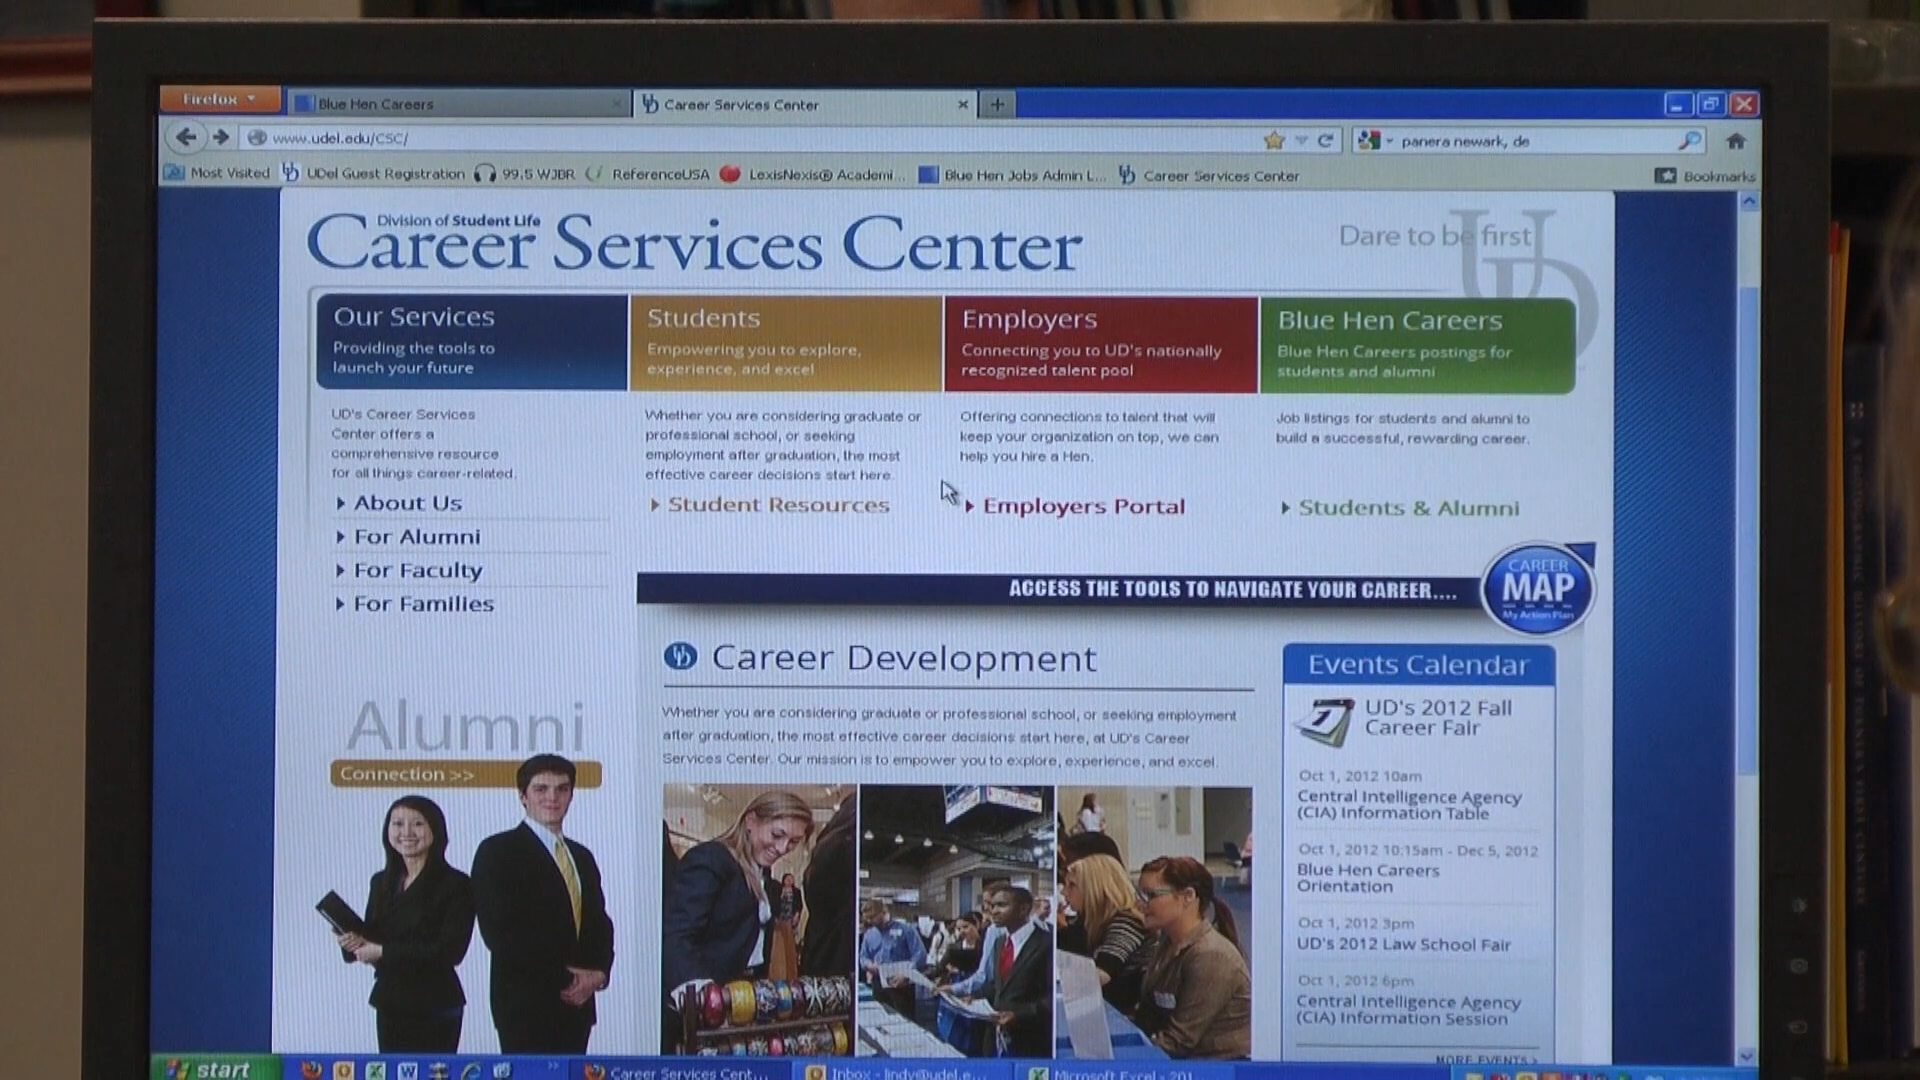 Firefox
Blue Hen Careers
Career Services Center
www.udel.edu/CSC/
panera newark, de
Most Visited
UDel Guest Registration
99.5 WJBR
ReferenceUSA
LexisNexis® Academi...
Blue Hen Jobs Admin L...
Career Services Center
Bookmarks
Division of Student Life
Career Services Center
Dare to be first
UD
Our Services
Providing the tools to
launch your future
Students
Empowering you to explore,
experience, and excel
Employers
Connecting you to UD's nationally
recognized talent pool
Blue Hen Careers
Blue Hen Careers postings for
students and alumni
UD's Career Services
Center offers a
comprehensive resource
for all things career-related.
About Us
For Alumni
For Faculty
For Families
Whether you are considering graduate or
professional school, or seeking
employment after graduation, the most
effective career decisions start here.
Student Resources
Offering connections to talent that will
keep your organization on top, we can
help you hire a Hen.
Employers Portal
Job listings for students and alumni to
build a successful, rewarding career.
Students & Alumni
ACCESS THE TOOLS TO NAVIGATE YOUR CAREER....
CAREER
MAP
My Action Plan
Alumni
Connection >>
UD Career Development
Whether you are considering graduate or professional school, or seeking employment
after graduation, the most effective career decisions start here, at UD's Career
Services Center. Our mission is to empower you to explore, experience, and excel.
Events Calendar
1
UD's 2012 Fall
Career Fair
Oct 1, 2012 10am
Central Intelligence Agency
(CIA) Information Table
Oct 1, 2012 10:15am - Dec 5, 2012
Blue Hen Careers
Orientation
Oct 1, 2012 3pm
UD's 2012 Law School Fair
Oct 1, 2012 6pm
Central Intelligence Agency
(CIA) Information Session
MORE EVENTS >
start
Career Services Cent...
Inbox - lindy@udel.e...
Microsoft Excel - 201...